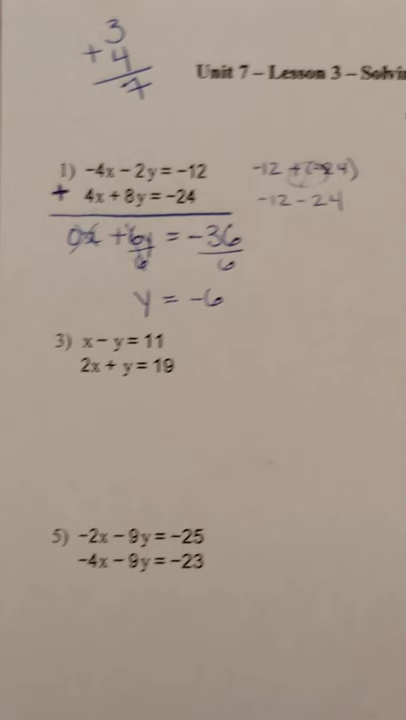 3
+ 4
7
Unit 7 – Lesson 3 – Solvi
1) -4x – 2y = -12 -12 + (-24)
+ 4x + 8y = -24 -12 - 24
0x + 6y = -36
6 6
y = -6
3) x – y = 11
2x + y = 19
5) -2x – 9y = -25
-4x – 9y = -23